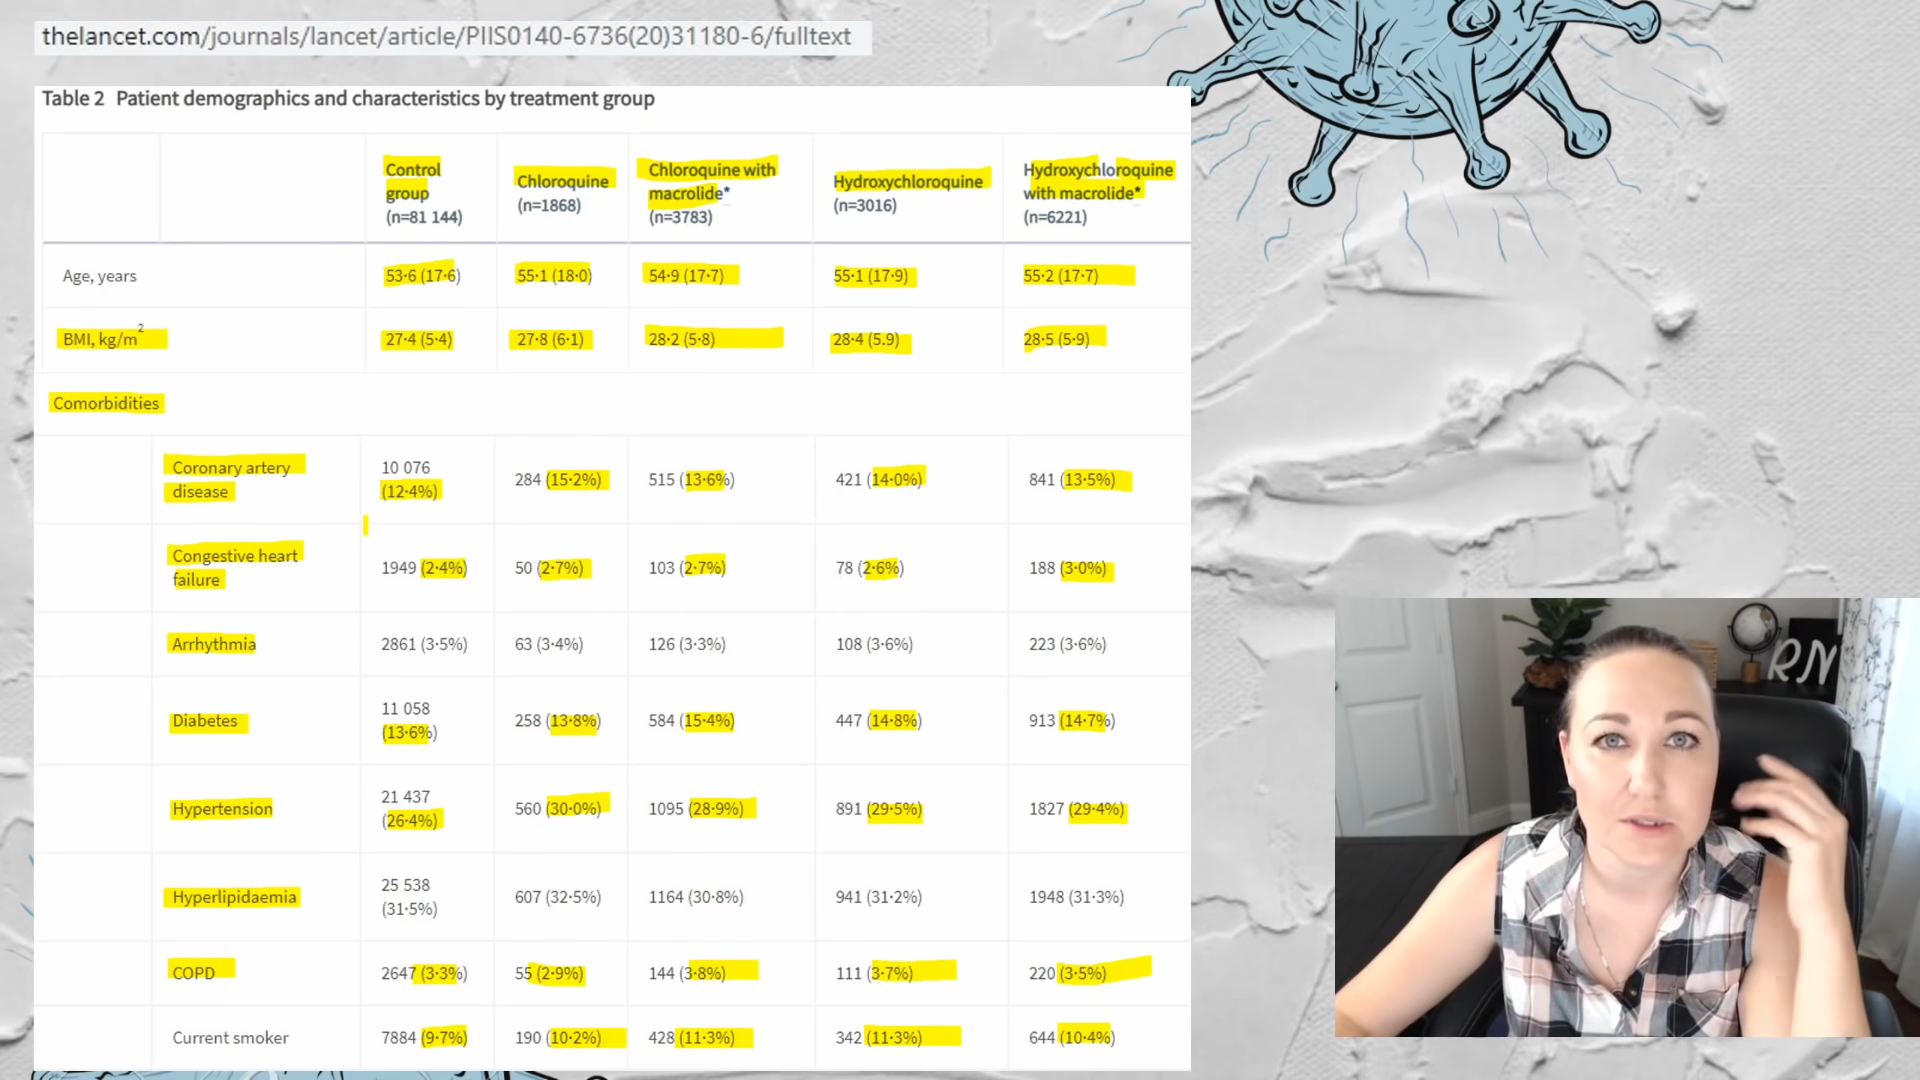 thelancet.com/journals/lancet/article/PIIS0140-6736(20)31180-6/fulltext
Table 2 Patient demographics and characteristics by treatment group
Control group (n=81 144) Chloroquine (n=1868) Chloroquine with macrolide* (n=3783) Hydroxychloroquine (n=3016) Hydroxychloroquine with macrolide* (n=6221)
Age, years 53·6 (17·6) 55·1 (18·0) 54·9 (17·7) 55·1 (17·9) 55·2 (17·7)
BMI, kg/m2 27·4 (5·4) 27·8 (6·1) 28·2 (5·8) 28·4 (5.9) 28·5 (5·9)
Comorbidities
Coronary artery disease 10 076 (12·4%) 284 (15·2%) 515 (13·6%) 421 (14·0%) 841 (13·5%)
Congestive heart failure 1949 (2·4%) 50 (2·7%) 103 (2·7%) 78 (2·6%) 188 (3·0%)
Arrhythmia 2861 (3·5%) 63 (3·4%) 126 (3·3%) 108 (3·6%) 223 (3·6%)
Diabetes 11 058 (13·6%) 258 (13·8%) 584 (15·4%) 447 (14·8%) 913 (14·7%)
Hypertension 21 437 (26·4%) 560 (30·0%) 1095 (28·9%) 891 (29·5%) 1827 (29·4%)
Hyperlipidaemia 25 538 (31·5%) 607 (32·5%) 1164 (30·8%) 941 (31·2%) 1948 (31·3%)
COPD 2647 (3·3%) 55 (2·9%) 144 (3·8%) 111 (3·7%) 220 (3·5%)
Current smoker 7884 (9·7%) 190 (10·2%) 428 (11·3%) 342 (11·3%) 644 (10·4%)
RN